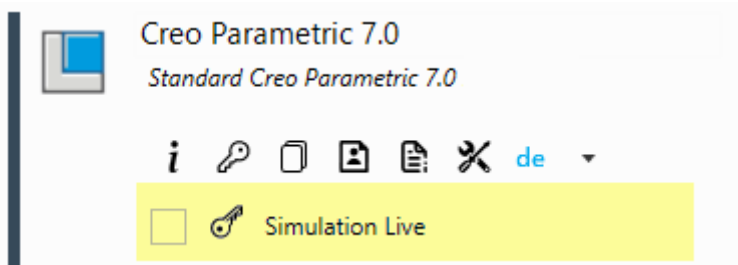 Creo Parametric 7.0
Standard Creo Parametric 7.0
i de
Simulation Live